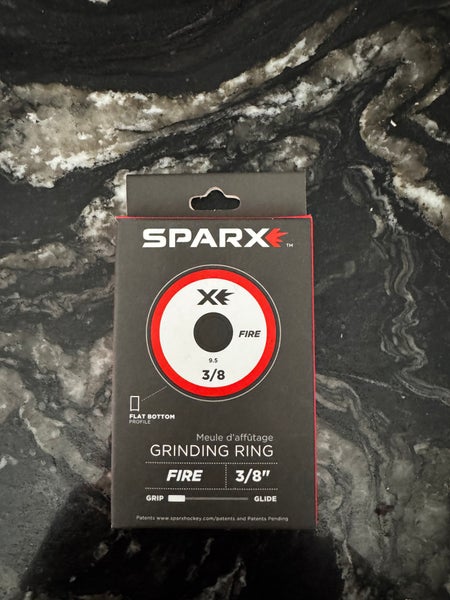 SPARX ™
X
FIRE
9.5
3/8
FLAT BOTTOM
PROFILE
Meule d'affûtage
GRINDING RING
FIRE 3/8"
GRIP GLIDE
Patents www.sparxhockey.com/patents and Patents Pending